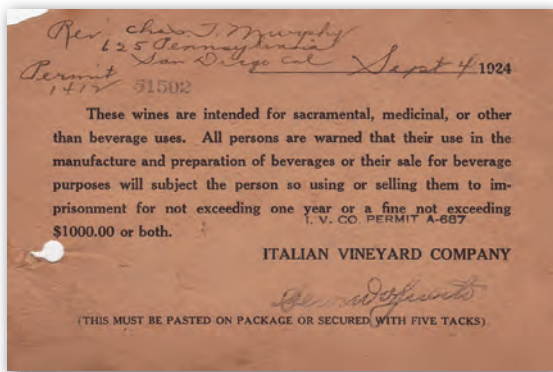 Rev. Chas. T. Murphy
625 Pennsylvania
San Diego Cal Sept 4 1924
Permit
1412 51502
These wines are intended for sacramental, medicinal, or other
than beverage uses. All persons are warned that their use in the
manufacture and preparation of beverages or their sale for beverage
purposes will subject the person so using or selling them to im-
prisonment for not exceeding one year or a fine not exceeding
I. V. CO. PERMIT A-687
$1000.00 or both.
ITALIAN VINEYARD COMPANY
(THIS MUST BE PASTED ON PACKAGE OR SECURED WITH FIVE TACKS)